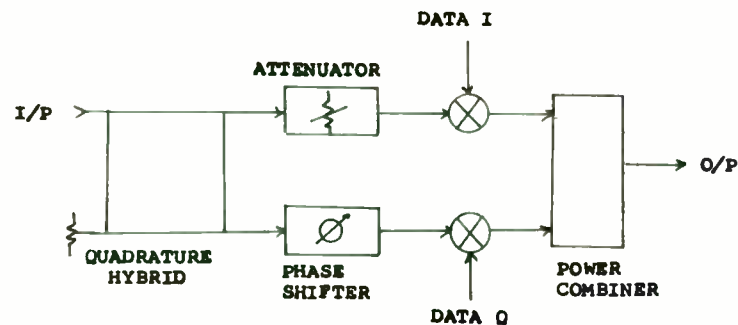 DATA I
ATTENUATOR
I/P
O/P
QUADRATURE
HYBRID
PHASE
SHIFTER
POWER
COMBINER
DATA Q